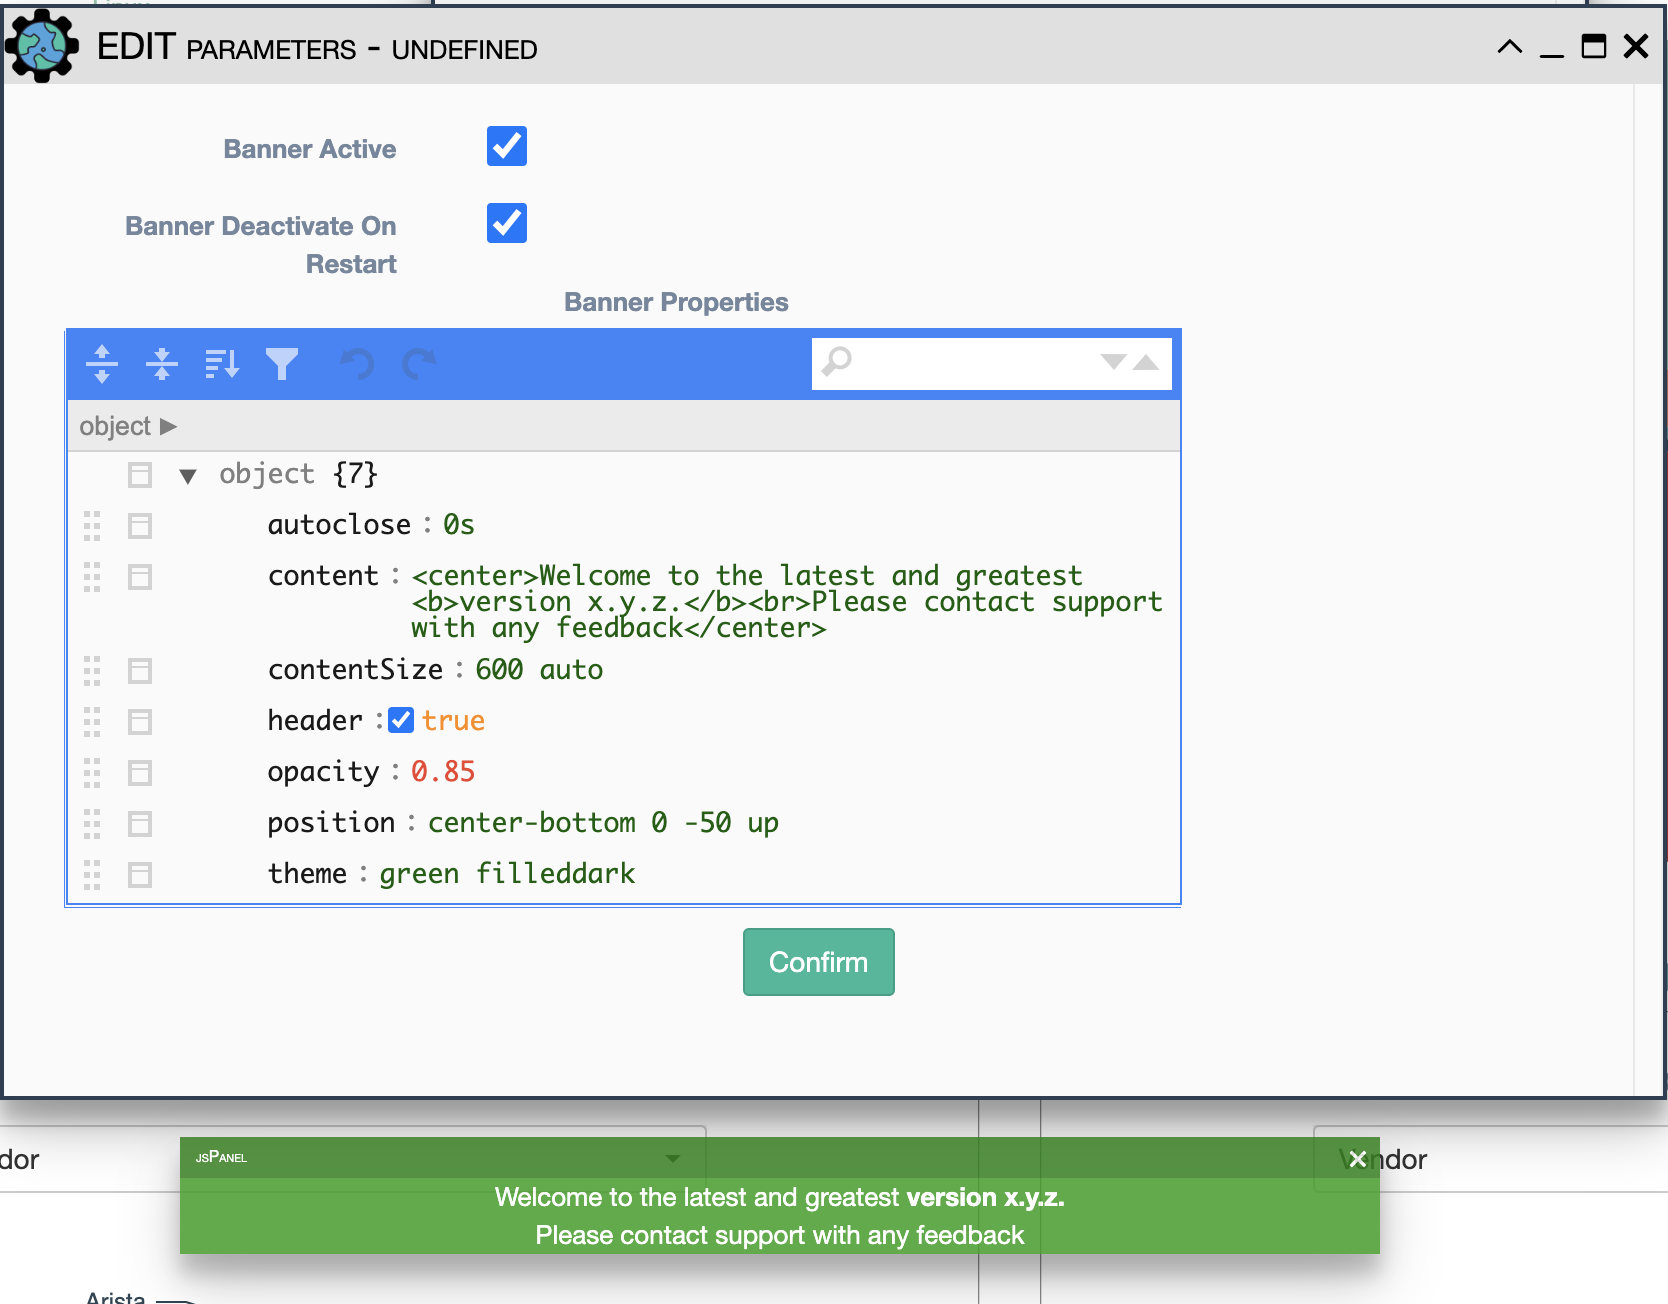 EDIT PARAMETERS - UNDEFINED
Banner Active
Banner Deactivate On
Restart
Banner Properties
object ►
object {7}
autoclose : 0s
content : <center>Welcome to the latest and greatest
<b>version x.y.z.</b><br>Please contact support
with any feedback</center>
contentSize : 600 auto
header : true
opacity : 0.85
position : center-bottom 0 -50 up
theme : green filleddark
Confirm
dor
Vendor
JSPANEL
Welcome to the latest and greatest version x.y.z.
Please contact support with any feedback
Arista